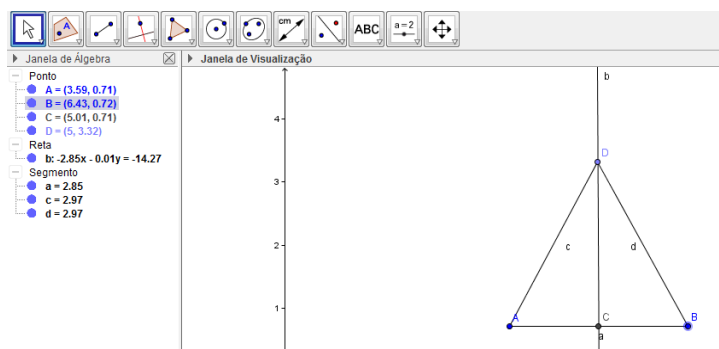 cm ABC a=2
Janela de Álgebra
Janela de Visualização
Ponto
A = (3.59, 0.71)
B = (6.43, 0.72)
C = (5.01, 0.71)
D = (5, 3.32)
Reta
b: -2.85x - 0.01y = -14.27
Segmento
a = 2.85
c = 2.97
d = 2.97
b
4
D
3
c d
2
1
A C B
a